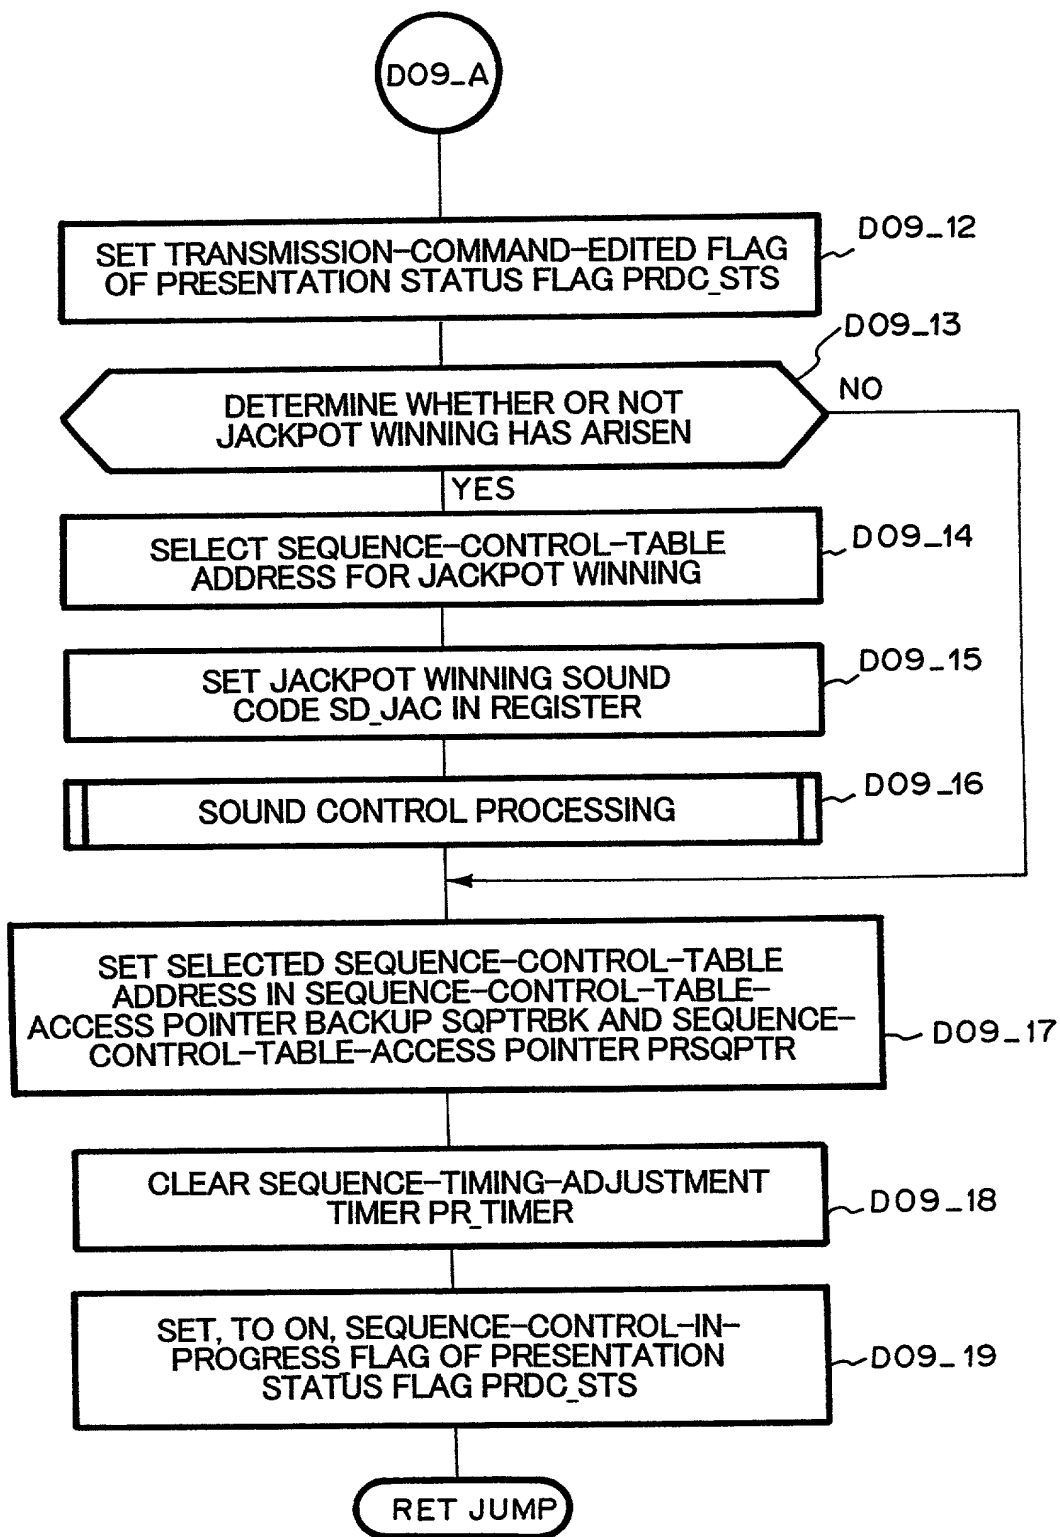 D09_A
SET TRANSMISSION-COMMAND-EDITED FLAG
OF PRESENTATION STATUS FLAG PRDC_STS
D09_12
D09_13
DETERMINE WHETHER OR NOT
JACKPOT WINNING HAS ARISEN
NO
YES
SELECT SEQUENCE-CONTROL-TABLE
ADDRESS FOR JACKPOT WINNING
D09_14
SET JACKPOT WINNING SOUND
CODE SD_JAC IN REGISTER
D09_15
SOUND CONTROL PROCESSING
D09_16
SET SELECTED SEQUENCE-CONTROL-TABLE
ADDRESS IN SEQUENCE-CONTROL-TABLE-
ACCESS POINTER BACKUP SQPTRBK AND SEQUENCE-
CONTROL-TABLE-ACCESS POINTER PRSQPTR
D09_17
CLEAR SEQUENCE-TIMING-ADJUSTMENT
TIMER PR_TIMER
D09_18
SET, TO ON, SEQUENCE-CONTROL-IN-
PROGRESS FLAG OF PRESENTATION
STATUS FLAG PRDC_STS
D09_19
RET JUMP